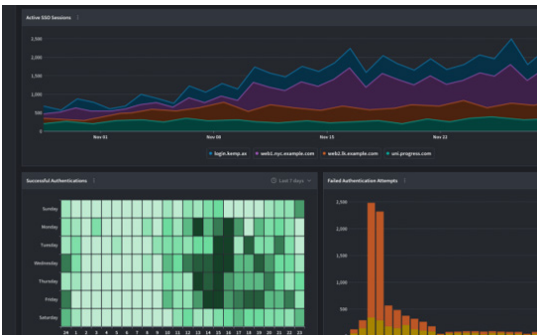 Active SSO Sessions
2,500
2,000
1,500
1,000
500
0
Nov 01
Nov 08
Nov 15
Nov 22
login.kemp.ax web1.nyc.example.com web2.lk.example.com uni.progress.com
Successful Authentications
Last 7 days
Sunday
Monday
Tuesday
Wednesday
Thursday
Friday
Saturday
24 1 2 3 4 5 6 7 8 9 10 11 12 13 14 15 16 17 18 19 20 21 22 23
Failed Authentication Attempts
2,500
2,000
1,500
1,000
500